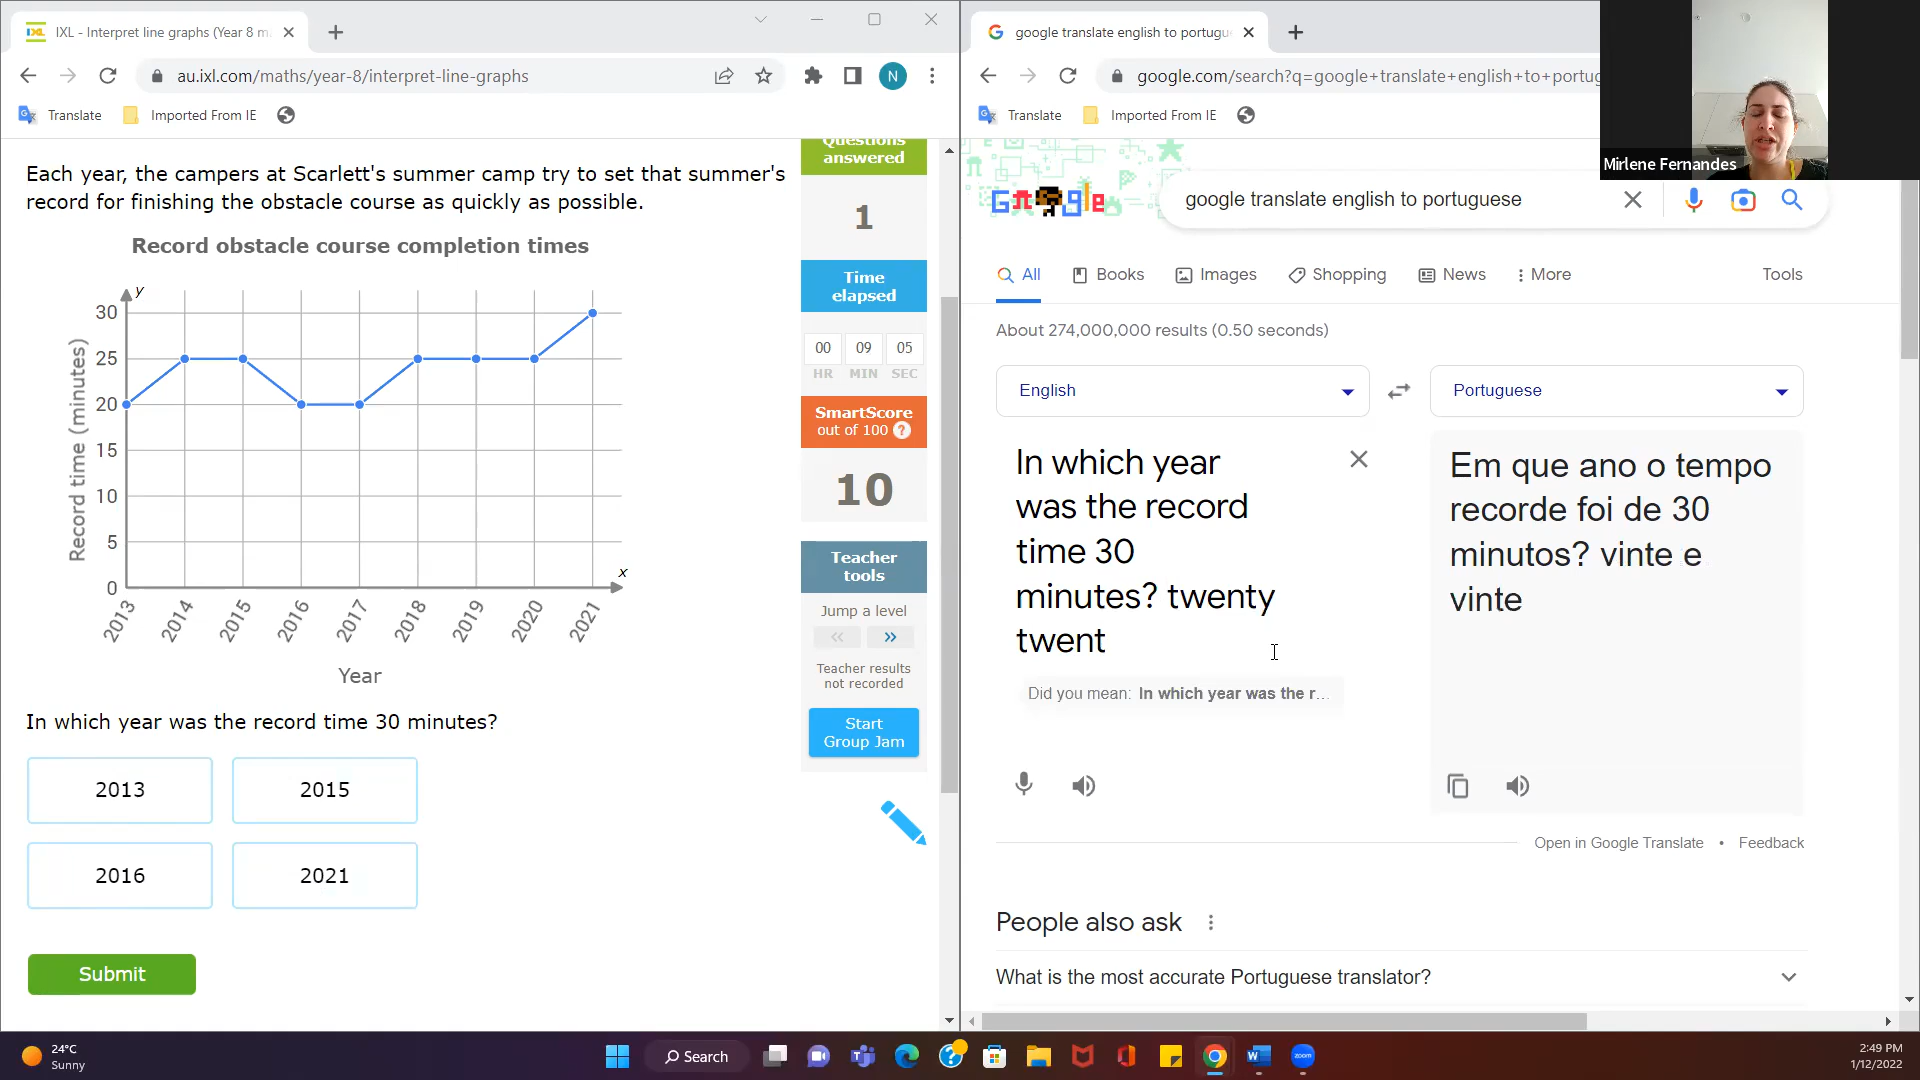 IXL - Interpret line graphs (Year 8 m
au.ixl.com/maths/year-8/interpret-line-graphs
N
Translate
Imported From IE
Each year, the campers at Scarlett's summer camp try to set that summer's
record for finishing the obstacle course as quickly as possible.
Record obstacle course completion times
y
30
25
20
15
10
5
0
Record time (minutes)
x
2013
2014
2015
2016
2017
2018
2019
2020
2021
Year
In which year was the record time 30 minutes?
2013
2015
2016
2021
Submit
Questions
answered
1
Time
elapsed
00
09
05
HR
MIN
SEC
SmartScore
out of 100 ?
10
Teacher
tools
Jump a level
Teacher results
not recorded
Start
Group Jam
google translate english to portugu
google.com/search?q=google+translate+english+to+portug
Translate
Imported From IE
Mirlene Fernandes
Google
google translate english to portuguese
All
Books
Images
Shopping
News
More
Tools
About 274,000,000 results (0.50 seconds)
English
Portuguese
In which year
was the record
time 30
minutes? twenty
twent
Did you mean: In which year was the r...
Em que ano o tempo
recorde foi de 30
minutos? vinte e
vinte
Open in Google Translate • Feedback
People also ask
What is the most accurate Portuguese translator?
24°C
Sunny
Search
zoom
2:49 PM
1/12/2022